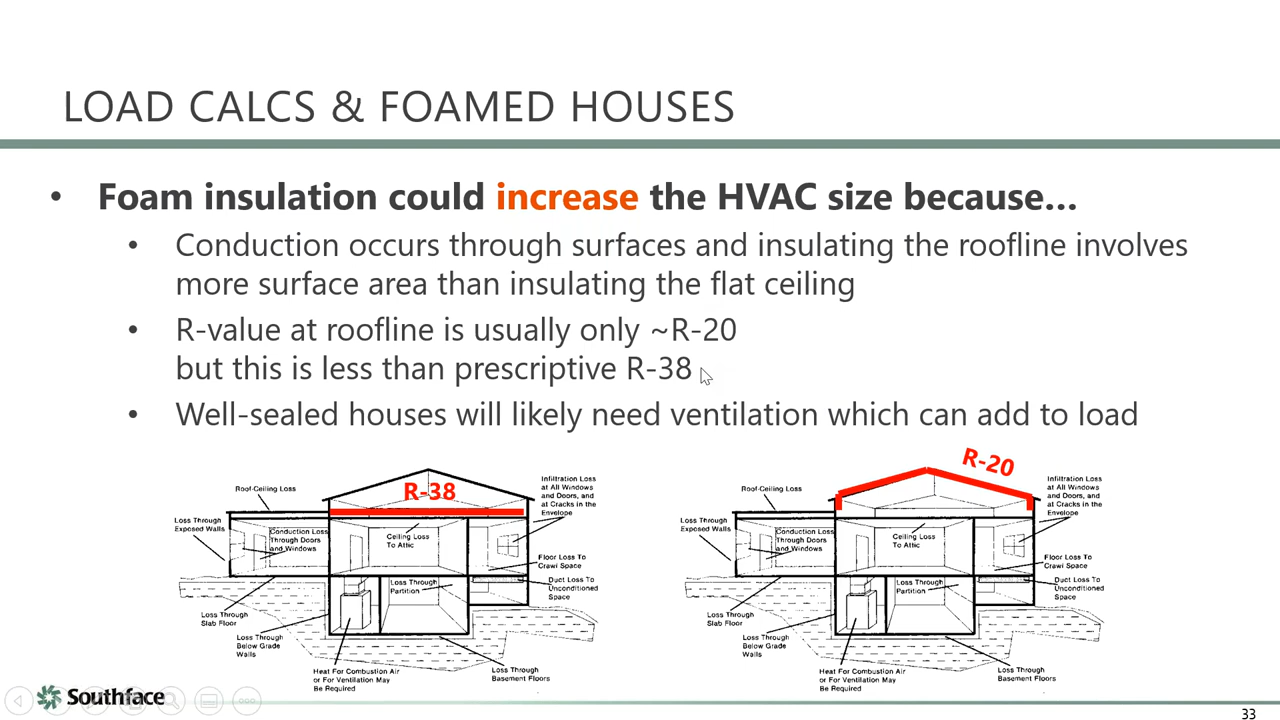 LOAD CALCS & FOAMED HOUSES
• Foam insulation could increase the HVAC size because…
• Conduction occurs through surfaces and insulating the roofline involves
more surface area than insulating the flat ceiling
• R-value at roofline is usually only ~R-20
but this is less than prescriptive R-38
• Well-sealed houses will likely need ventilation which can add to load
R-38
Roof-Ceiling Loss
Infiltration Loss
at All Windows
and Doors, and
at Cracks in the
Envelope
Loss Through
Exposed Walls
Conduction Loss
Through Doors
and Windows
Ceiling Loss
To Attic
Floor Loss To
Crawl Space
Loss Through
Partition
Duct Loss To
Unconditioned
Space
Loss Through
Slab Floor
Loss Through
Below Grade
Walls
Heat For Combustion Air
or For Ventilation May
Be Required
Loss Through
Basement Floors
R-20
Roof-Ceiling Loss
Infiltration Loss
at All Windows
and Doors, and
at Cracks in the
Envelope
Loss Through
Exposed Walls
Conduction Loss
Through Doors
and Windows
Ceiling Loss
To Attic
Floor Loss To
Crawl Space
Loss Through
Partition
Duct Loss To
Unconditioned
Space
Loss Through
Slab Floor
Loss Through
Below Grade
Walls
Heat For Combustion Air
or For Ventilation May
Be Required
Loss Through
Basement Floors
Southface
33